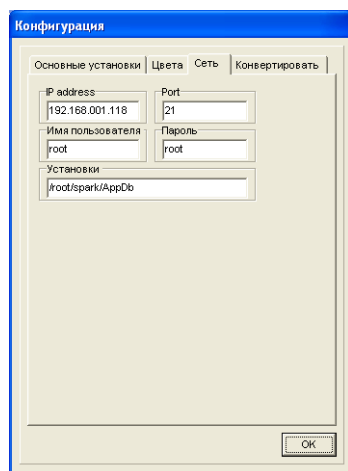 Конфигурация
Основные установки Цвета Сеть Конвертировать
IP address Port
192.168.001.118 21
Имя пользователя Пароль
root root
Установки
/root/spark/AppDb
OK